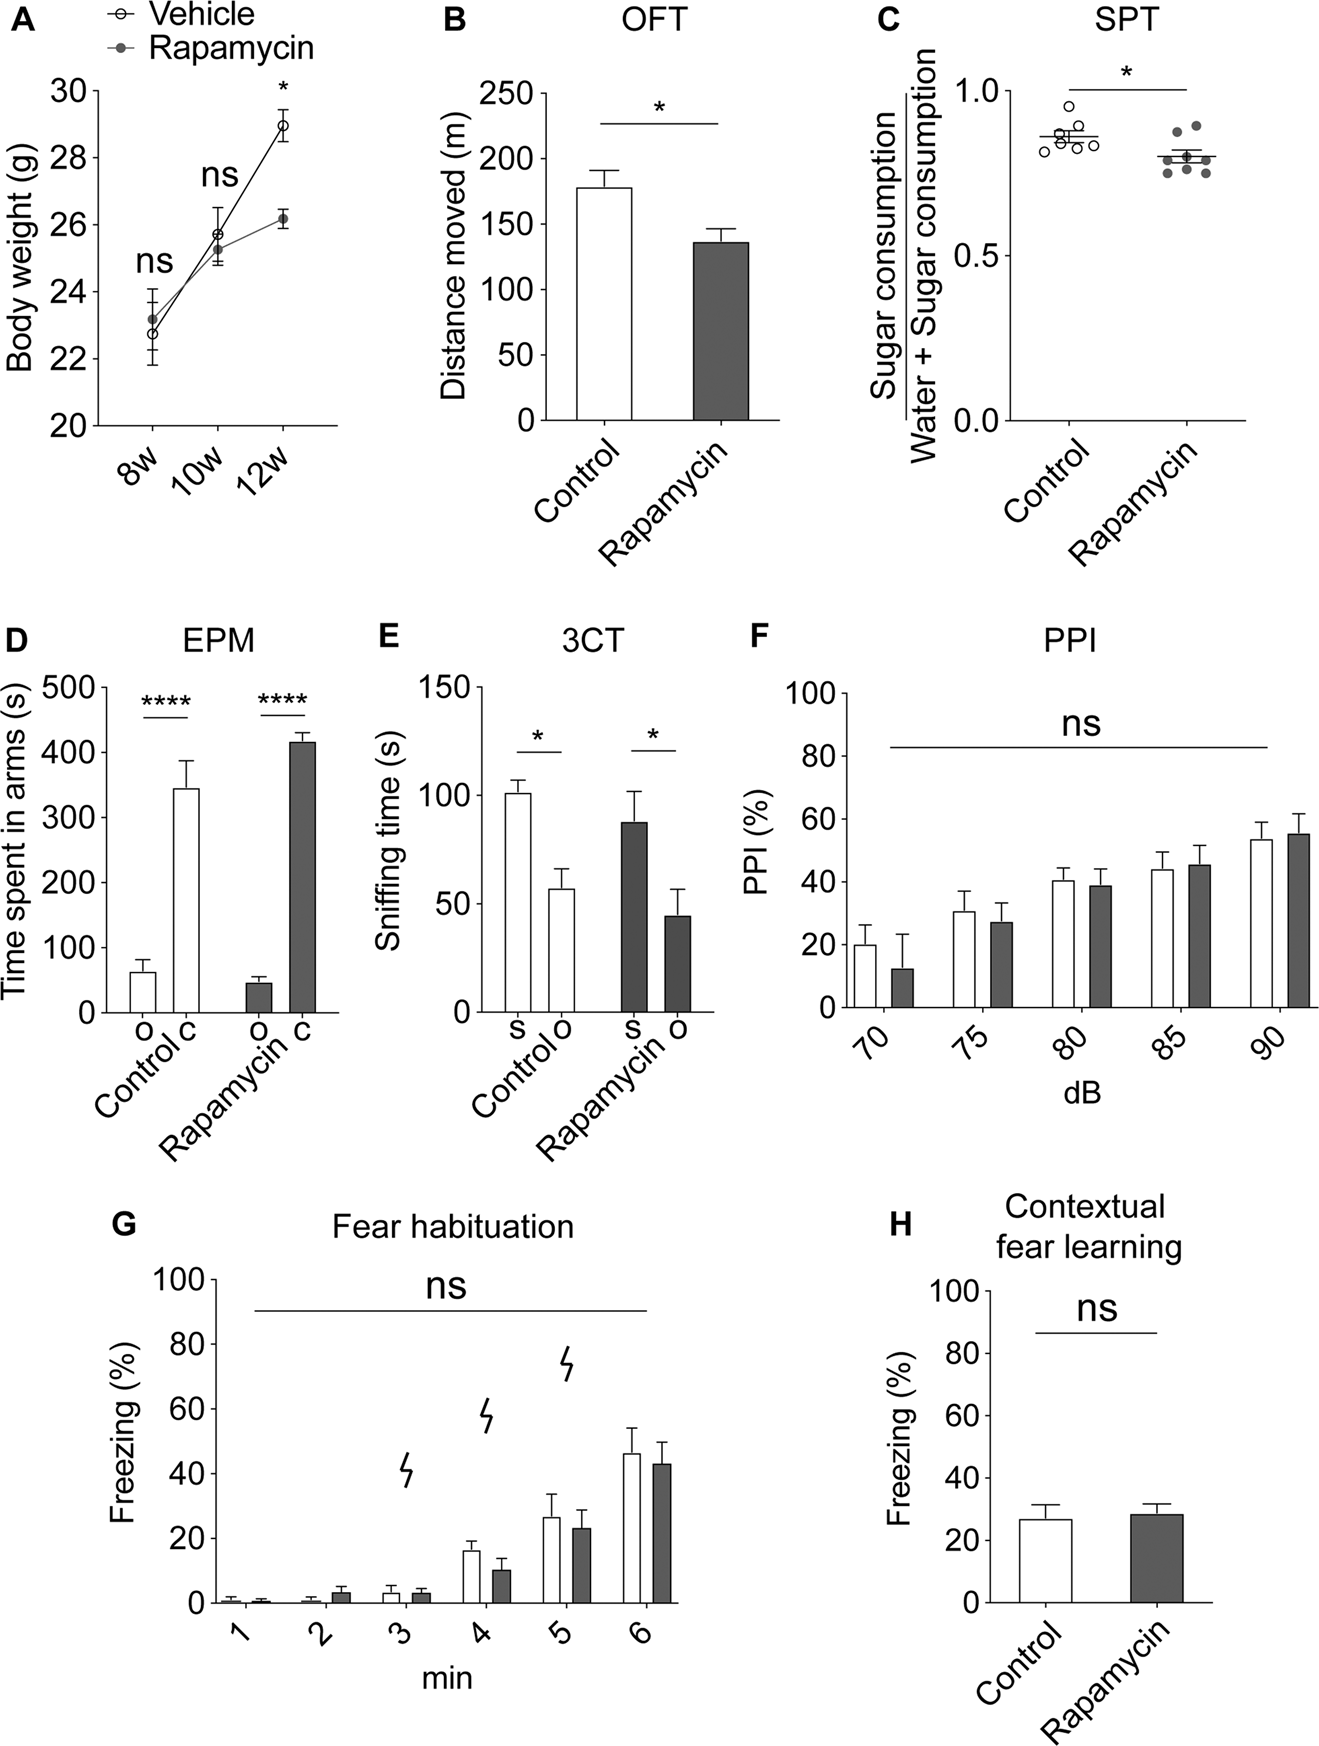 A
Vehicle
Rapamycin
Body weight (g)
30
28
26
24
22
20
ns
ns
*
8w
10w
12w
B
OFT
Distance moved (m)
250
200
150
100
50
0
*
Control
Rapamycin
C
SPT
Sugar consumption
Water + Sugar consumption
1.0
0.5
0.0
*
Control
Rapamycin
D
EPM
Time spent in arms (s)
500
400
300
200
100
0
****
****
o c o c
Control
Rapamycin
E
3CT
Sniffing time (s)
150
100
50
0
*
*
s o s o
Control
Rapamycin
F
PPI
PPI (%)
100
80
60
40
20
0
ns
70
75
80
85
90
dB
G
Fear habituation
Freezing (%)
100
80
60
40
20
0
ns
1
2
3
4
5
6
min
H
Contextual
fear learning
Freezing (%)
100
80
60
40
20
0
ns
Control
Rapamycin